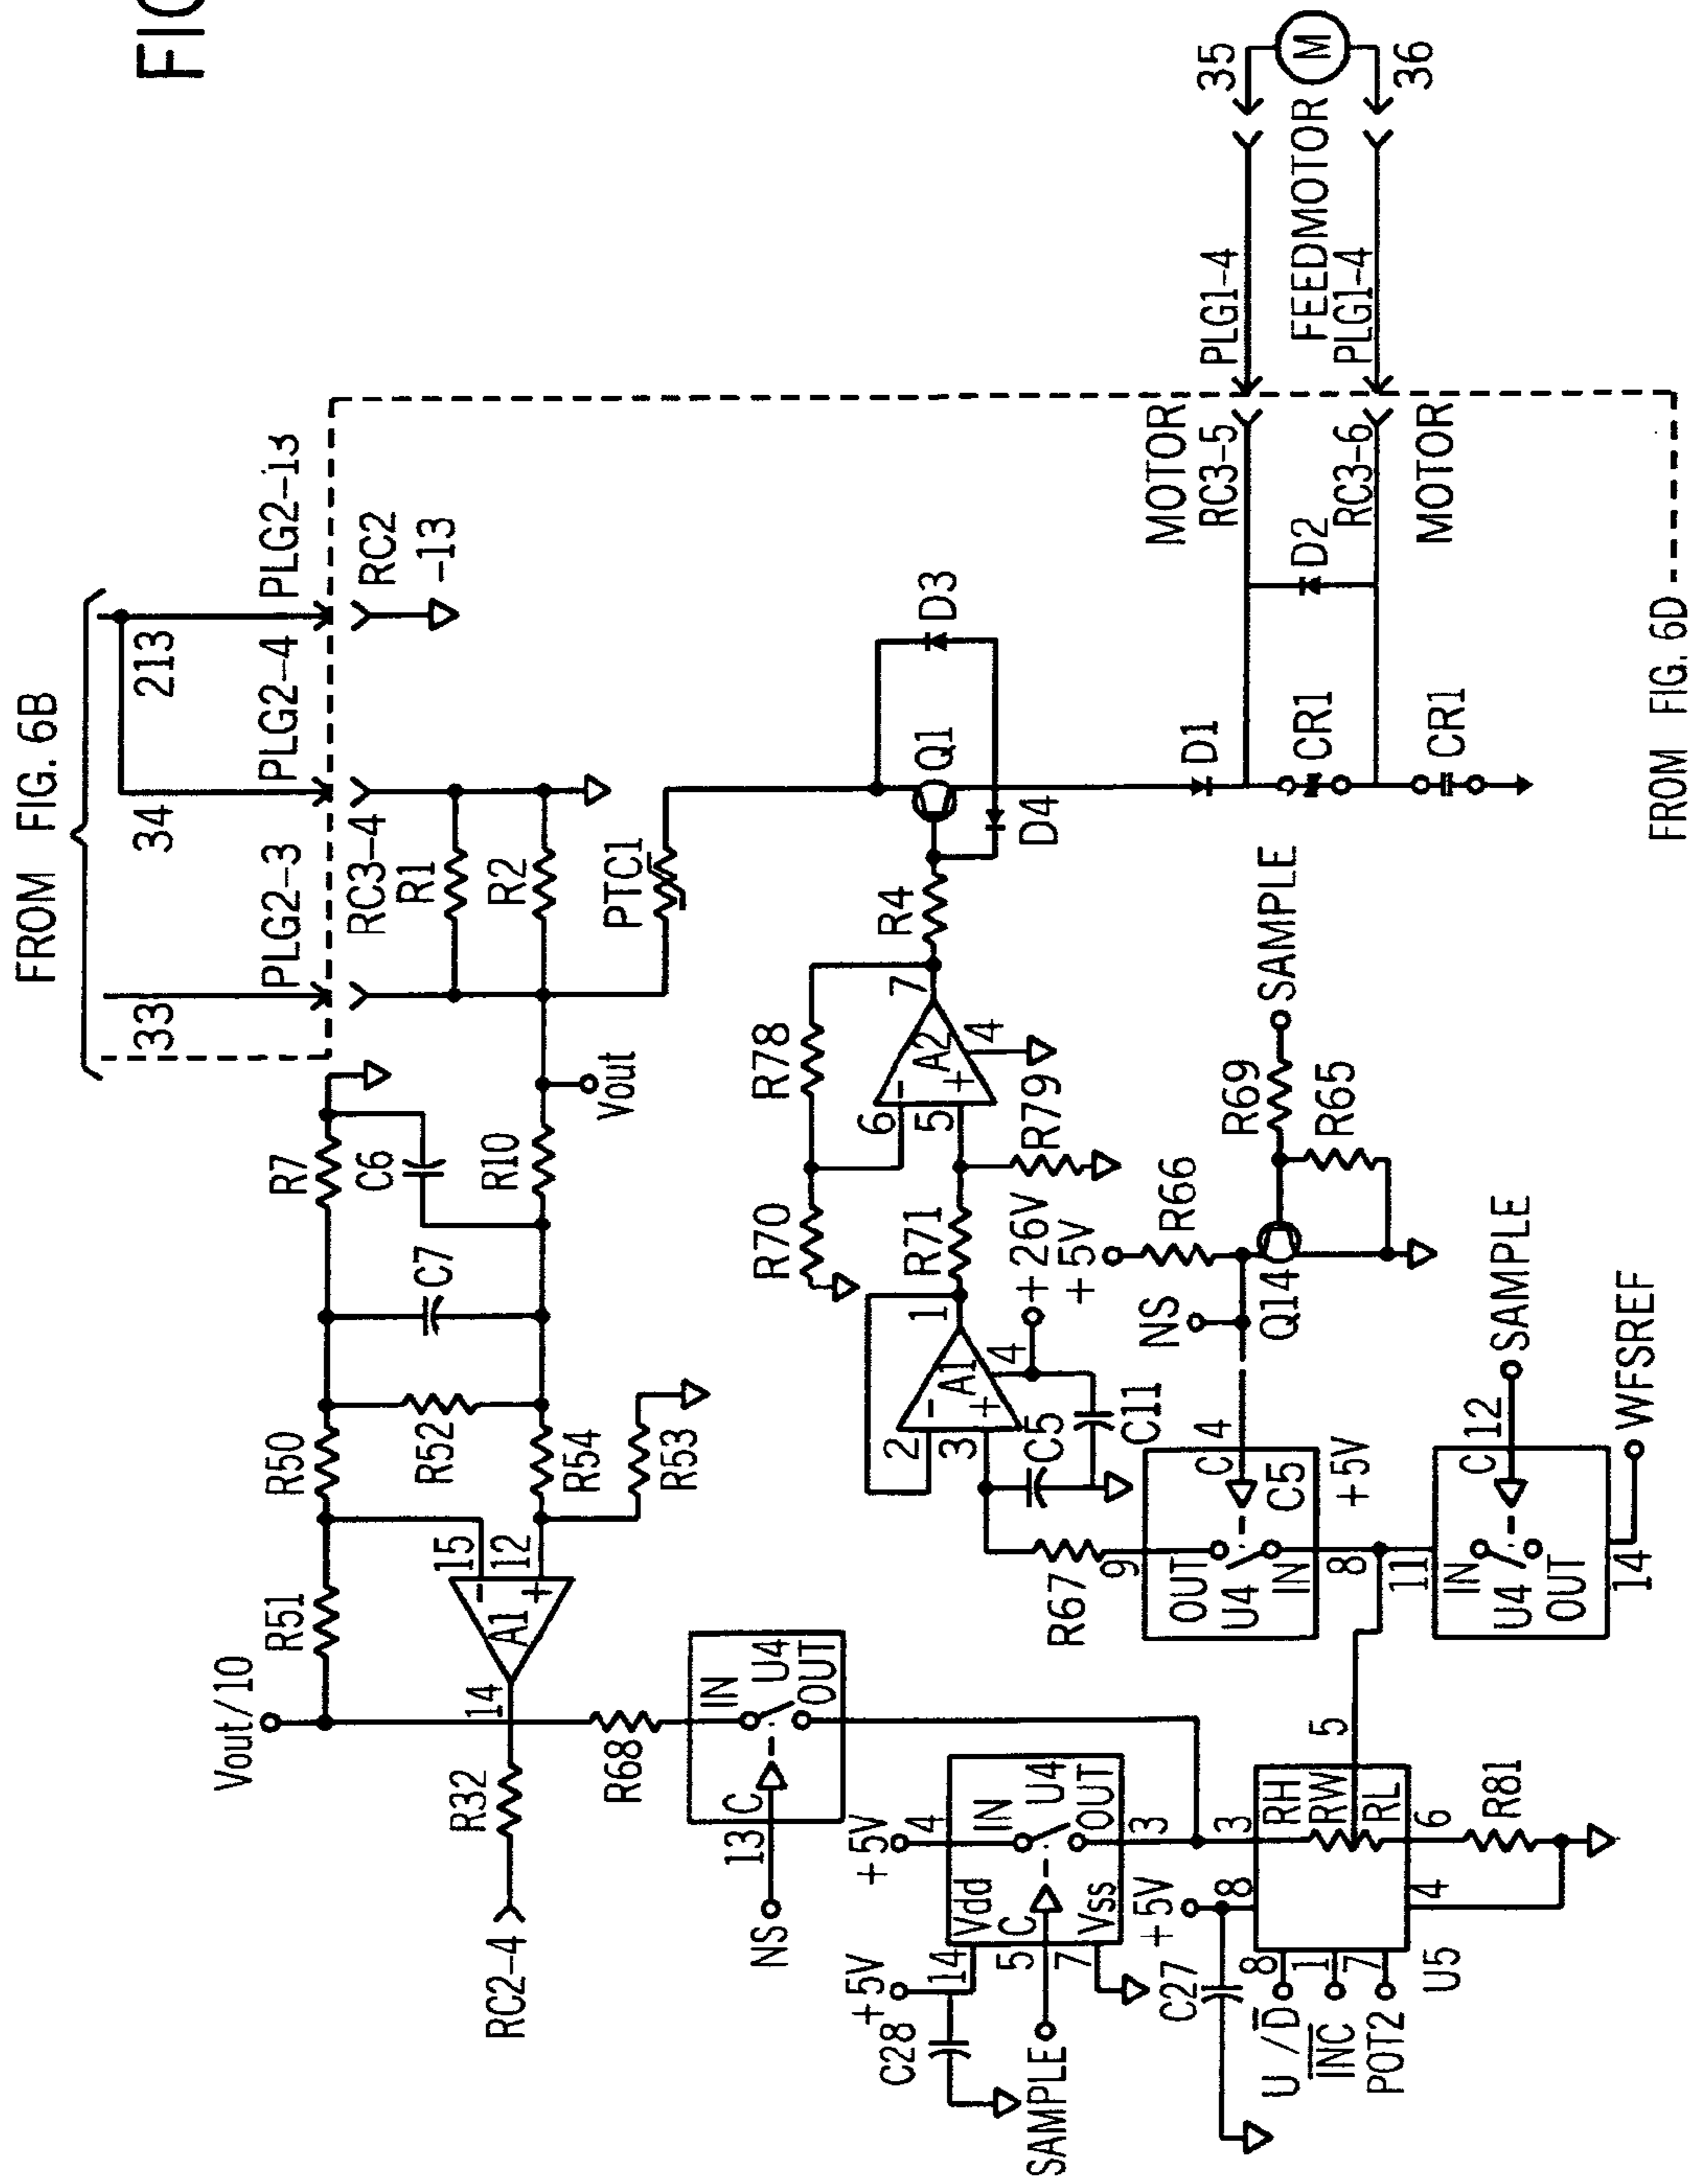 FIG
FROM FIG. 6B
33
34
213
PLG2-3
PLG2-4
PLG2-13
RC3-4
RC2
-13
R1
R2
PTC1
Vout/10
R51
R50
R7
C6
C7
R52
R10
Vout
R54
R53
15
12
A1
14
R32
RC2-4
R68
IN
U4
OUT
C
13
NS
R70
R78
6
5
A2
7
4
R79
R71
R4
Q1
D3
D4
D1
2
3
A1
1
4
+26V
C5
C11
+5V
R66
NS
Q14
R69
SAMPLE
R65
R67
9
OUT
U4
IN
C
4
C5
8
+5V
11
IN
U4
OUT
C
12
SAMPLE
14
WFSREF
+5V
4
IN
U4
OUT
Vdd
C
Vss
3
+5V
14
C28
5
SAMPLE
7
+5V
8
C27
3
RH
RW
RL
5
6
4
R81
8
1
7
U/D̅
I̅N̅C̅
POT2
U5
MOTOR
RC3-5
D2
RC3-6
MOTOR
CR1
CR1
PLG1-4
FEEDMOTOR
PLG1-4
35
M
36
FROM FIG. 6D